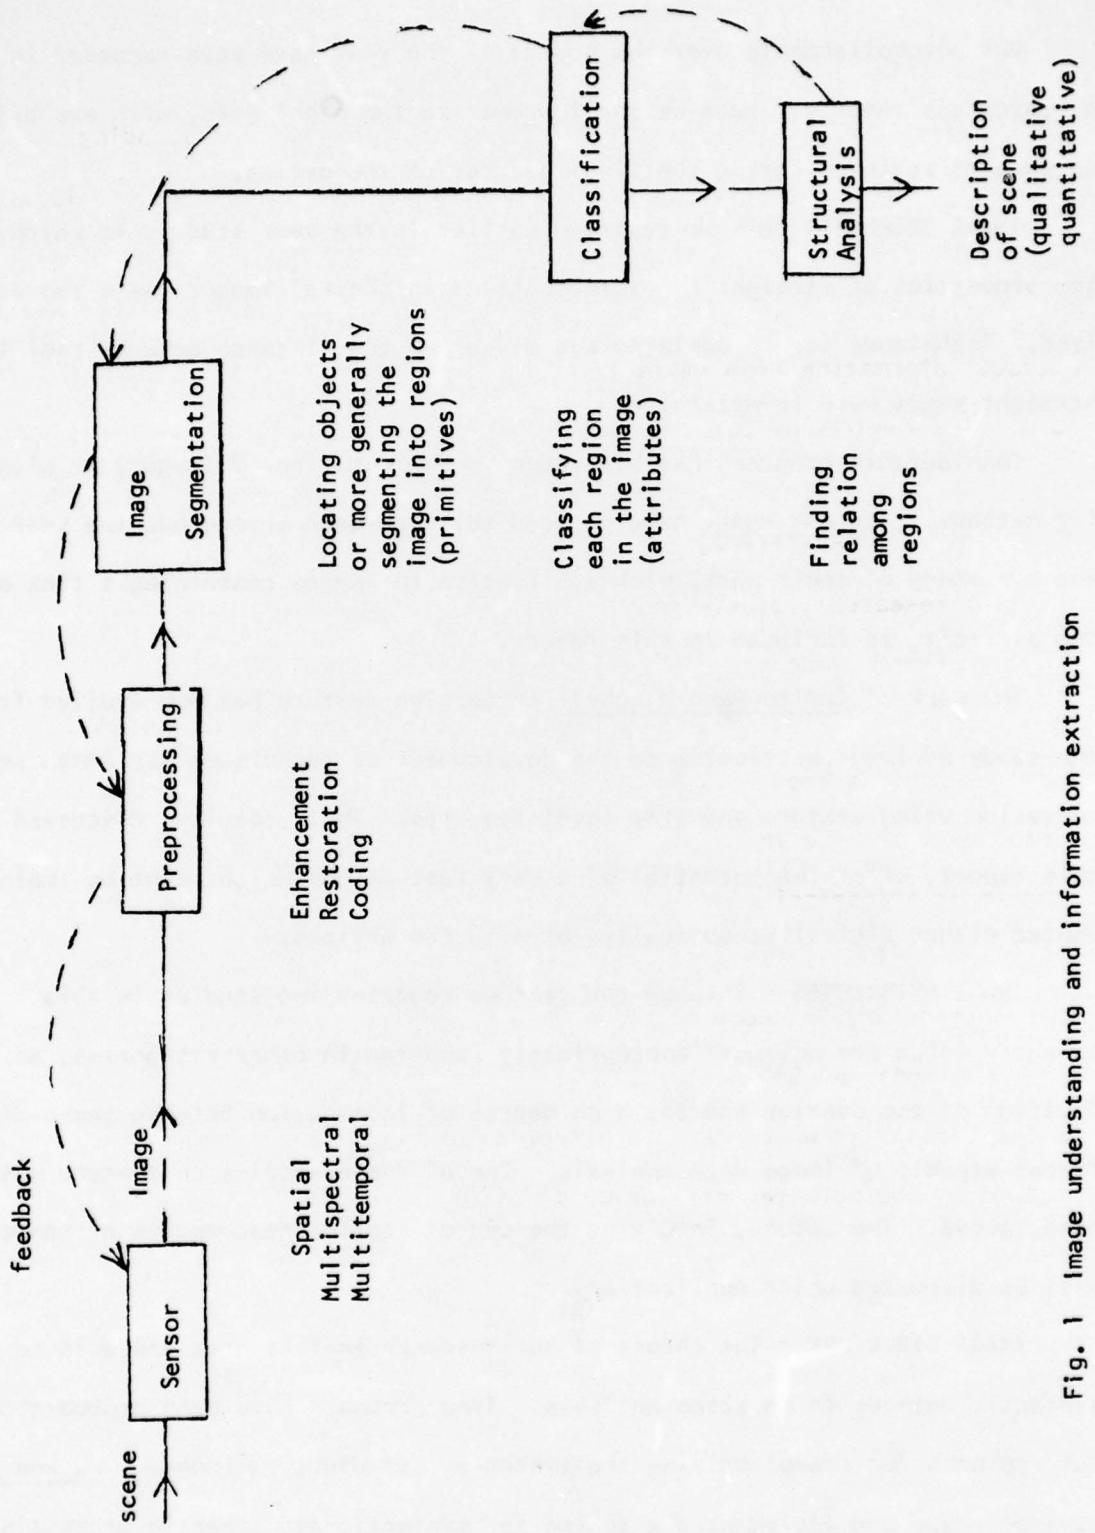 feedback
scene
Sensor
Image
Spatial
Multispectral
Multitemporal
Preprocessing
Enhancement
Restoration
Coding
Image
Segmentation
Locating objects
or more generally
segmenting the
image into regions
(primitives)
Classification
Classifying
each region
in the image
(attributes)
Structural
Analysis
Finding
relation
among
regions
Description
of scene
(qualitative
quantitative)
Fig. 1 Image understanding and information extraction